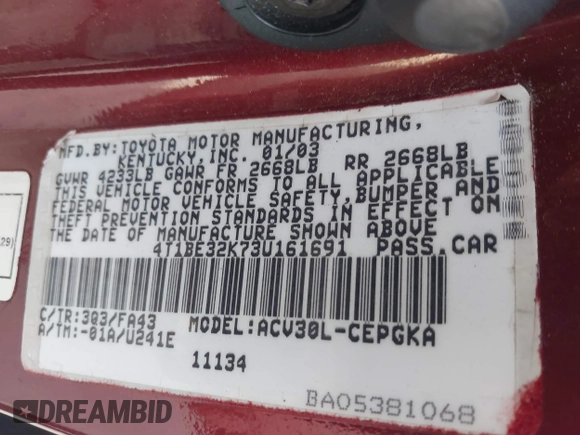 MFD.BY:TOYOTA MOTOR MANUFACTURING,
KENTUCKY,INC. 01/03
GVWR 4233LB GAWR FR 2668LB RR 2668LB
THIS VEHICLE CONFORMS TO ALL APPLICABLE
FEDERAL MOTOR VEHICLE SAFETY,BUMPER AND
THEFT PREVENTION STANDARDS IN EFFECT ON
THE DATE OF MANUFACTURE SHOWN ABOVE
4T1BE32K73U161691 PASS.CAR
C/TR:3Q3/FA43 MODEL:ACV30L-CEPGKA
A/TM:-01A/U241E
11134
BA05381068
29)
DREAMBID